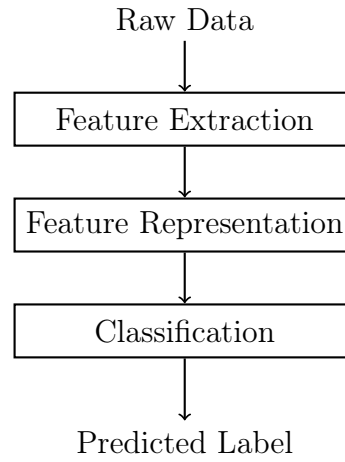 Raw Data
Feature Extraction
Feature Representation
Classification
Predicted Label